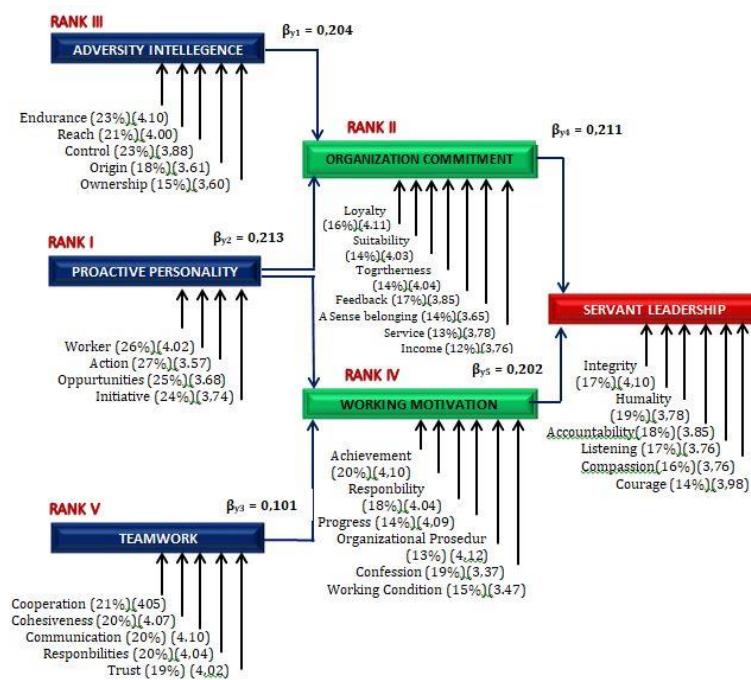 RANK III
ADVERSITY INTELLEGENCE
βy1 = 0,204
Endurance (23%)(4.10)
Reach (21%)(4.00)
Control (23%)(3,88)
Origin (18%)(3.61)
Ownership (15%)(3,60)
RANK II
ORGANIZATION COMMITMENT
βy4 = 0,211
Loyalty
(16%)(4.11)
Suitability
(14%)(4,03)
Togrtherness
(14%)(4,04)
Feedback (17%)(3,85)
A Sense belonging (14%)(3.65)
Service (13%)(3,78)
Income (12%)(3,76)
RANK I
βy2 = 0,213
PROACTIVE PERSONALITY
Worker (26%)(4.02)
Action (27%)(3.57)
Oppurtunities (25%)(3.68)
Initiative (24%)(3,74)
SERVANT LEADERSHIP
Integrity
(17%)(4,10)
Humality
(19%)(3,78)
Accountability(18%)(3.85)
Listening (17%)(3.76)
Compassion(16%)(3,76)
Courage (14%)(3,98)
RANK IV
βy5 = 0,202
WORKING MOTIVATION
Achievement
(20%)(4,10)
Responbility
(18%)(4.04)
Progress (14%)(4,09)
Organizational Prosedur
(13%) (4,12)
Confession (19%)(3,37)
Working Condition (15%)(3.47)
RANK V
βy3 = 0,101
TEAMWORK
Cooperation (21%)(405)
Cohesiveness (20%)(4.07)
Communication (20%) (4.10)
Responbilities (20%)(4,04)
Trust (19%) (4,02)